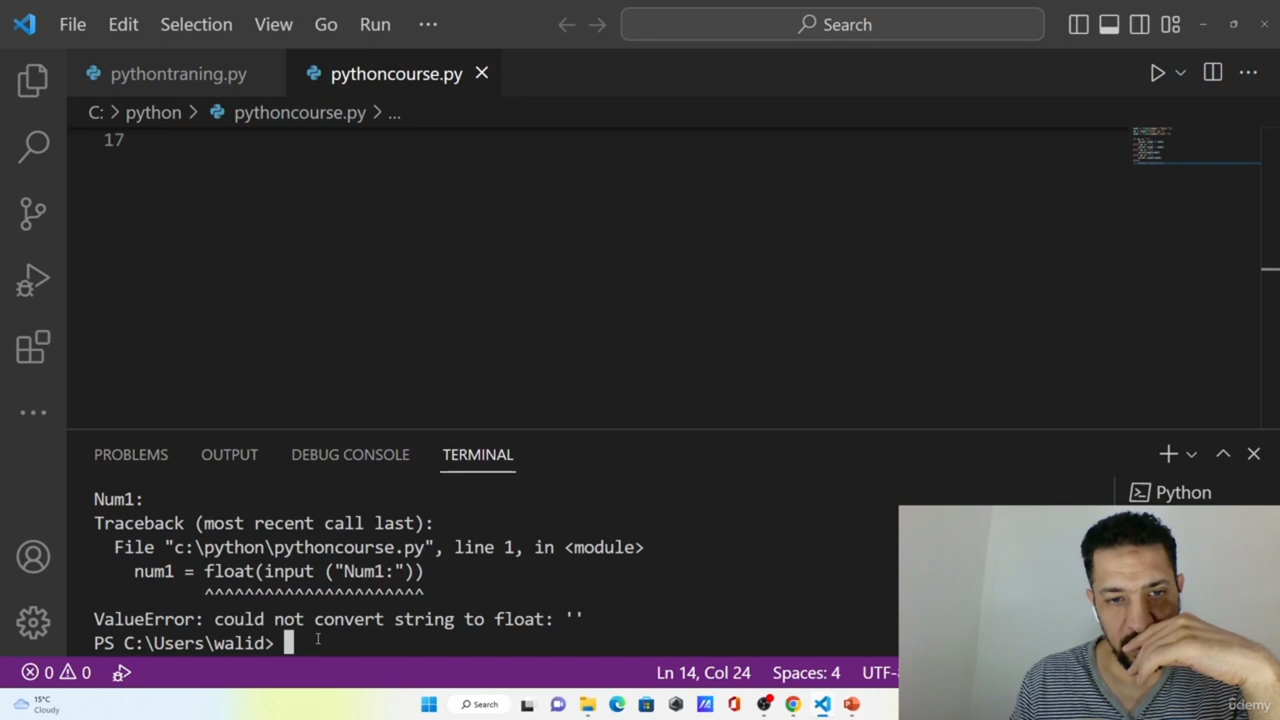 File Edit Selection View Go Run ... Search
pythontraning.py pythoncourse.py
C: > python > pythoncourse.py > ...
17
PROBLEMS OUTPUT DEBUG CONSOLE TERMINAL
Python
Num1:
Traceback (most recent call last):
File "c:\python\pythoncourse.py", line 1, in <module>
num1 = float(input ("Num1:"))
^^^^^^^^^^^^^^^^^^^^^^
ValueError: could not convert string to float: ''
PS C:\Users\walid>
0 0 Ln 14, Col 24 Spaces: 4 UTF-
15°C
Cloudy
Search
udemy